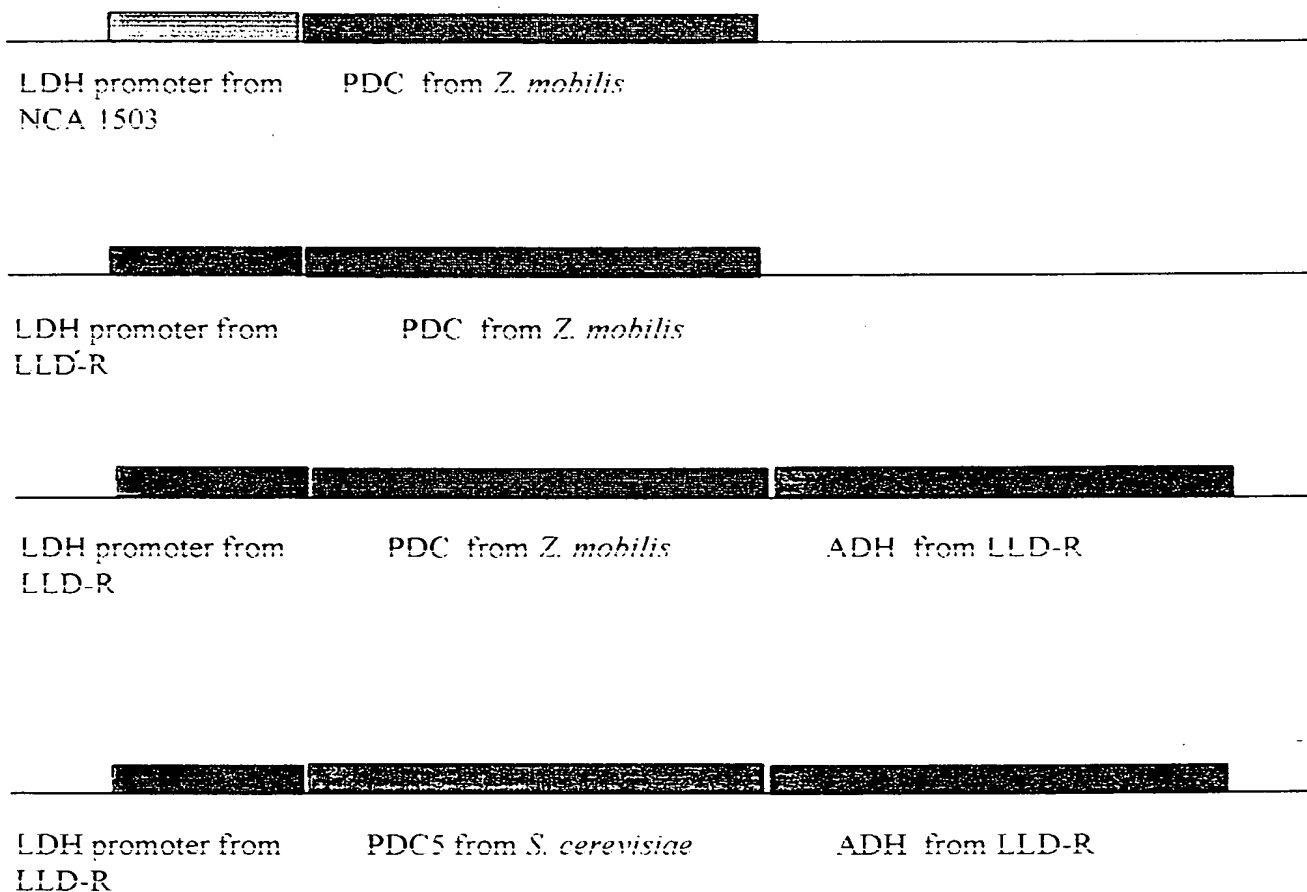 LDH promoter from PDC from Z. mobilis
NCA 1503
LDH promoter from PDC from Z. mobilis
LLD-R
LDH promoter from PDC from Z. mobilis ADH from LLD-R
LLD-R
LDH promoter from PDC5 from S. cerevisiae ADH from LLD-R
LLD-R